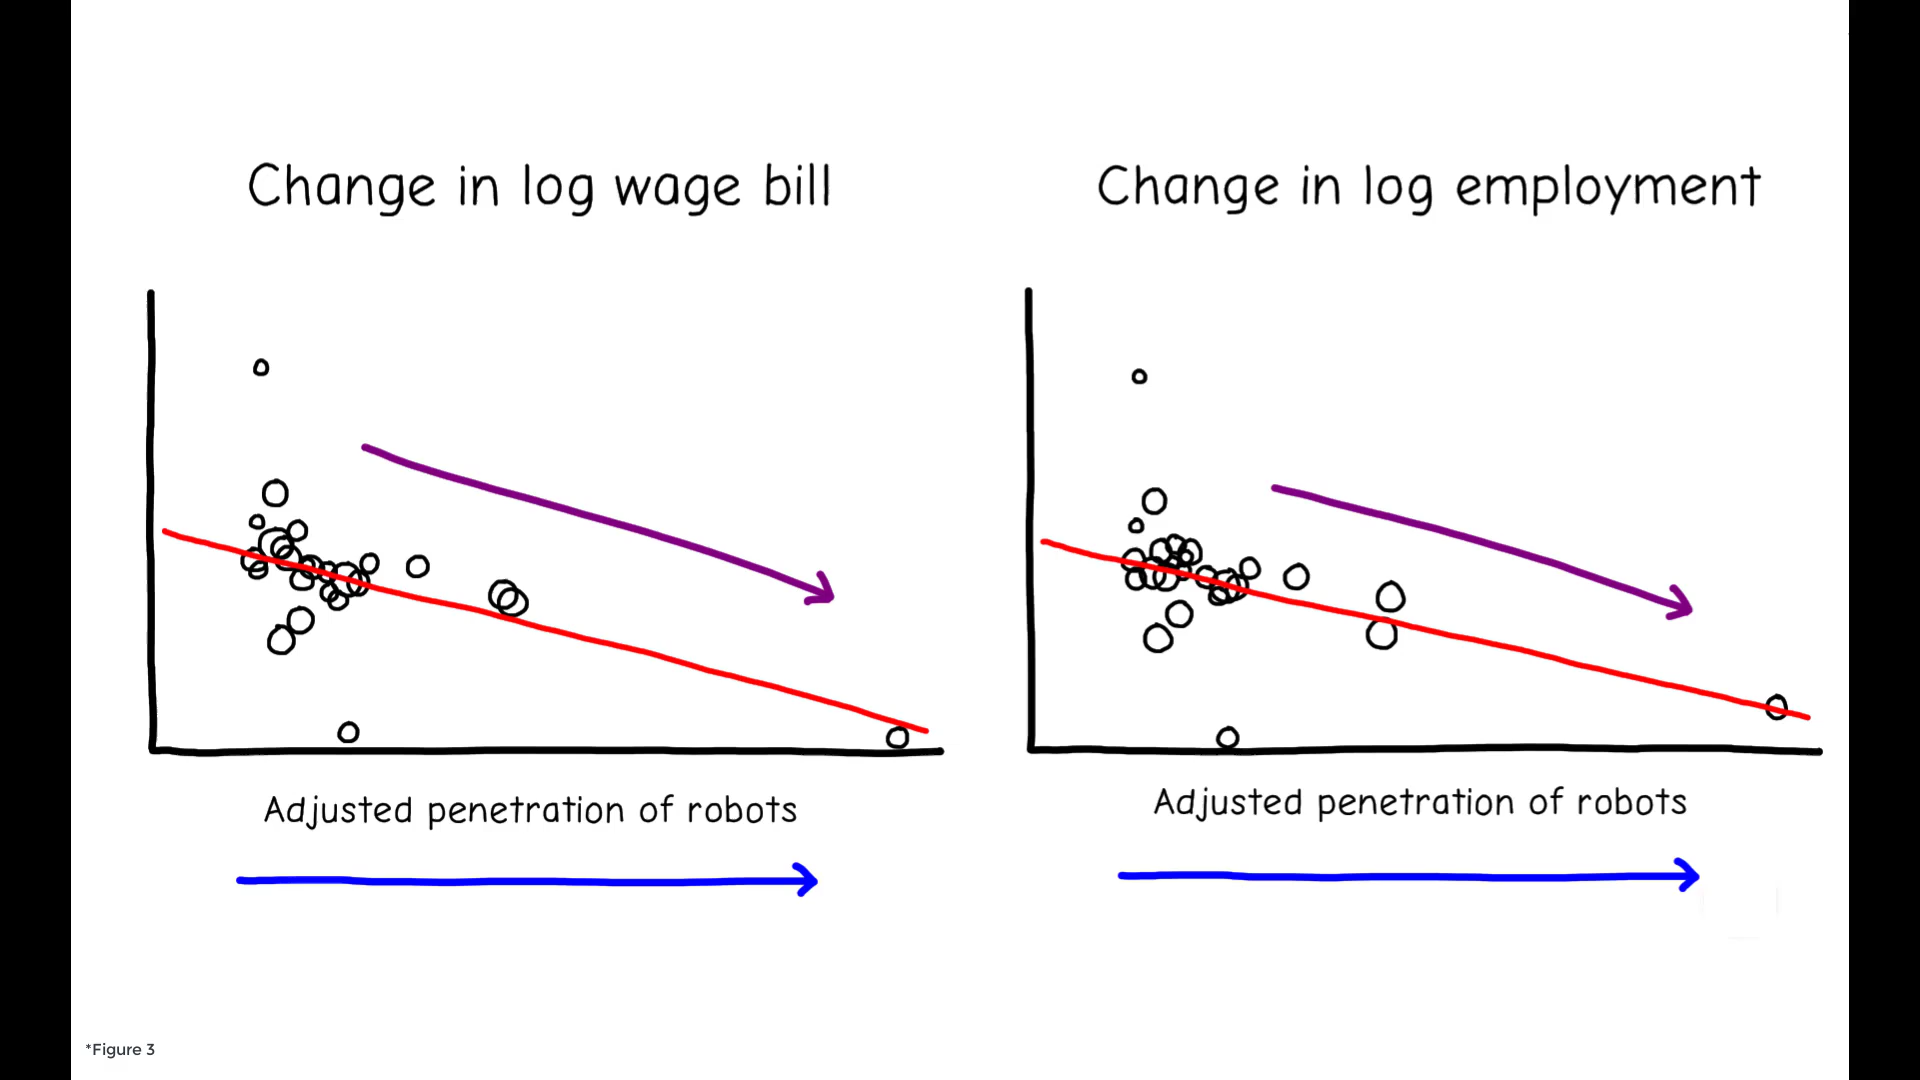 Change in log wage bill
Change in log employment
Adjusted penetration of robots
Adjusted penetration of robots
*Figure 3